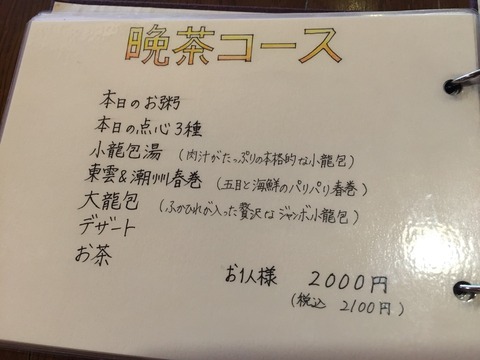 晩茶コース
本日のお粥
本日の点心3種
小龍包湯 (肉汁がたっぷりの本格的な小龍包)
東雲&潮州春巻 (五目と海鮮のパリパリ春巻)
大龍包 (ふかひれが入った贅沢なジャンボ小龍包)
デザート
お茶
お1人様 2000円
(税込 2100円)